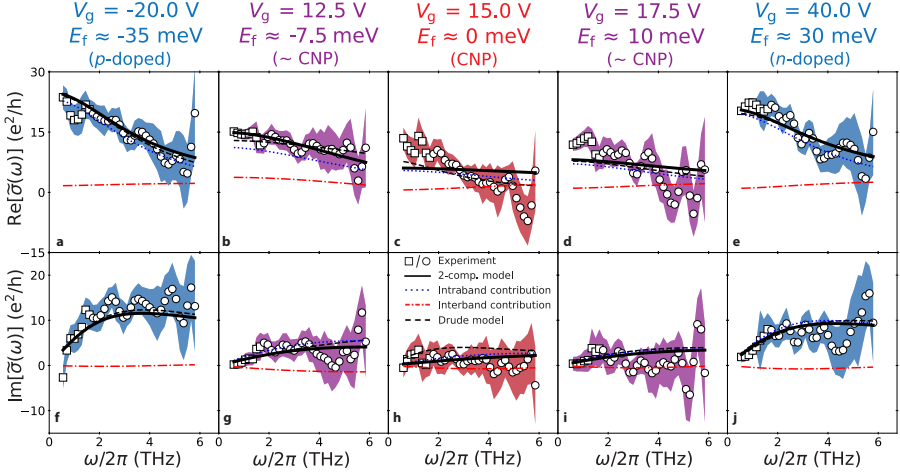 V_g = -20.0 V
E_f ≈ -35 meV
(p-doped)
V_g = 12.5 V
E_f ≈ -7.5 meV
(~ CNP)
V_g = 15.0 V
E_f ≈ 0 meV
(CNP)
V_g = 17.5 V
E_f ≈ 10 meV
(~ CNP)
V_g = 40.0 V
E_f ≈ 30 meV
(n-doped)
Re[σ̃(ω)] (e²/h)
30
15
0
−15
a
b
c
d
e
Im[σ̃(ω)] (e²/h)
20
10
0
−10
f
g
h
i
j
□/○ Experiment
2-comp. model
Intraband contribution
Interband contribution
Drude model
0 2 4 6
0 2 4 6
0 2 4 6
0 2 4 6
0 2 4 6
ω/2π (THz)
ω/2π (THz)
ω/2π (THz)
ω/2π (THz)
ω/2π (THz)